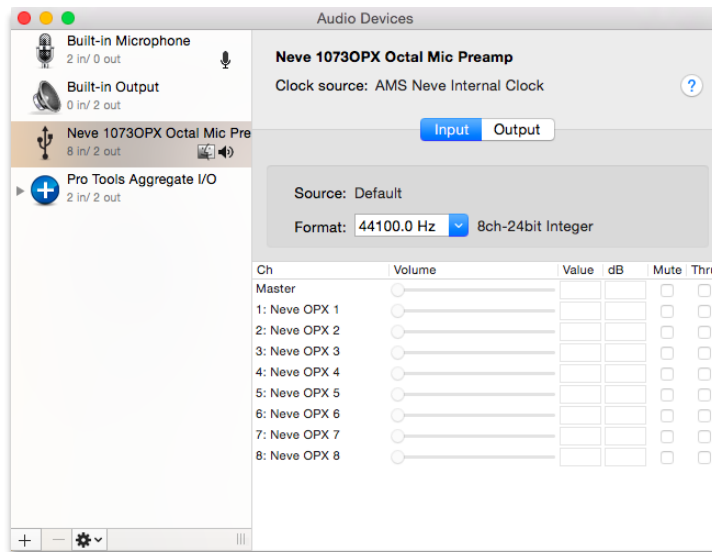 Audio Devices
Built-in Microphone
2 in/ 0 out
Built-in Output
0 in/ 2 out
Neve 1073OPX Octal Mic Pre
8 in/ 2 out
Pro Tools Aggregate I/O
2 in/ 2 out
Neve 1073OPX Octal Mic Preamp
Clock source: AMS Neve Internal Clock
?
Input Output
Source: Default
Format: 44100.0 Hz 8ch-24bit Integer
Ch Volume Value dB Mute Thru
Master
1: Neve OPX 1
2: Neve OPX 2
3: Neve OPX 3
4: Neve OPX 4
5: Neve OPX 5
6: Neve OPX 6
7: Neve OPX 7
8: Neve OPX 8